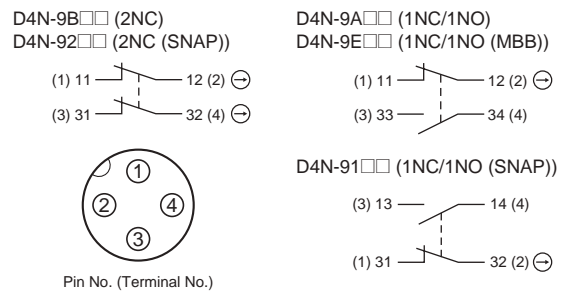 D4N-9B□□ (2NC)
D4N-92□□ (2NC (SNAP))
(1) 11 12 (2)
(3) 31 32 (4)
1
2 4
3
Pin No. (Terminal No.)
D4N-9A□□ (1NC/1NO)
D4N-9E□□ (1NC/1NO (MBB))
(1) 11 12 (2)
(3) 33 34 (4)
D4N-91□□ (1NC/1NO (SNAP))
(3) 13 14 (4)
(1) 31 32 (2)